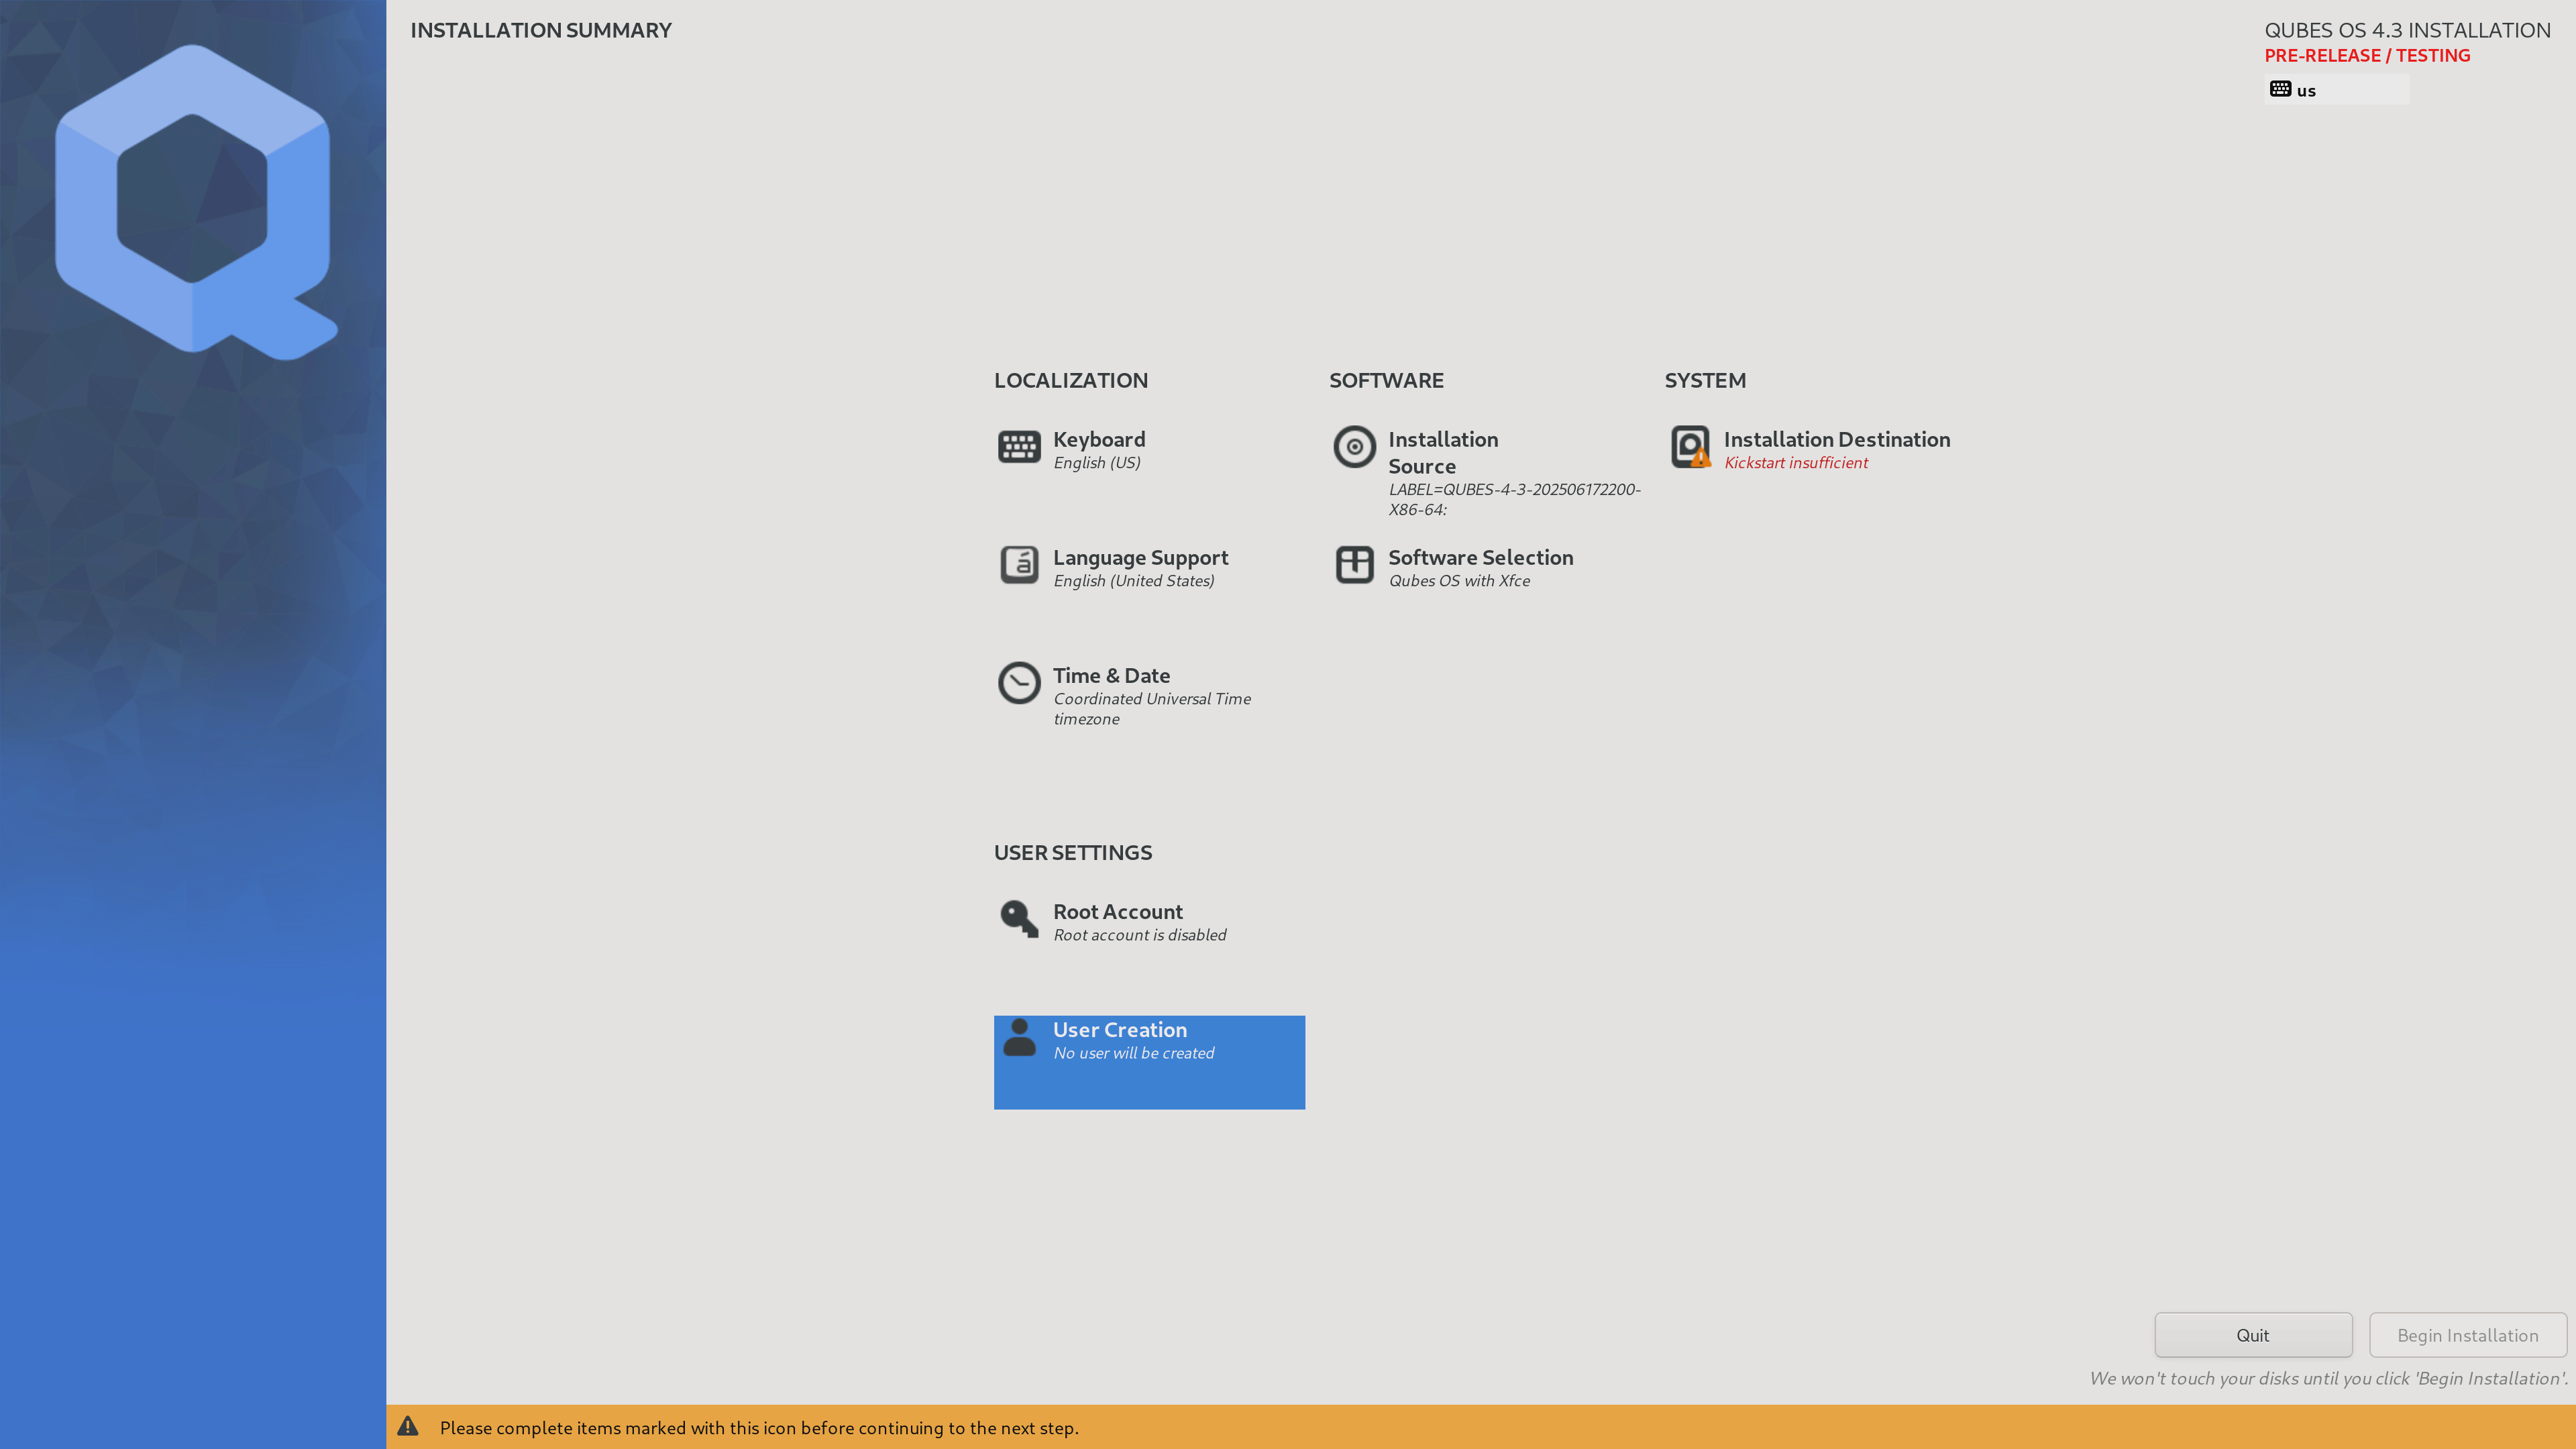 INSTALLATION SUMMARY
QUBES OS 4.3 INSTALLATION
PRE-RELEASE / TESTING
us
LOCALIZATION
Keyboard
English (US)
Language Support
English (United States)
Time & Date
Coordinated Universal Time
timezone
SOFTWARE
Installation
Source
LABEL=QUBES-4-3-202506172200-
X86-64:
Software Selection
Qubes OS with Xfce
SYSTEM
Installation Destination
Kickstart insufficient
USER SETTINGS
Root Account
Root account is disabled
User Creation
No user will be created
Quit
Begin Installation
We won't touch your disks until you click 'Begin Installation'.
Please complete items marked with this icon before continuing to the next step.